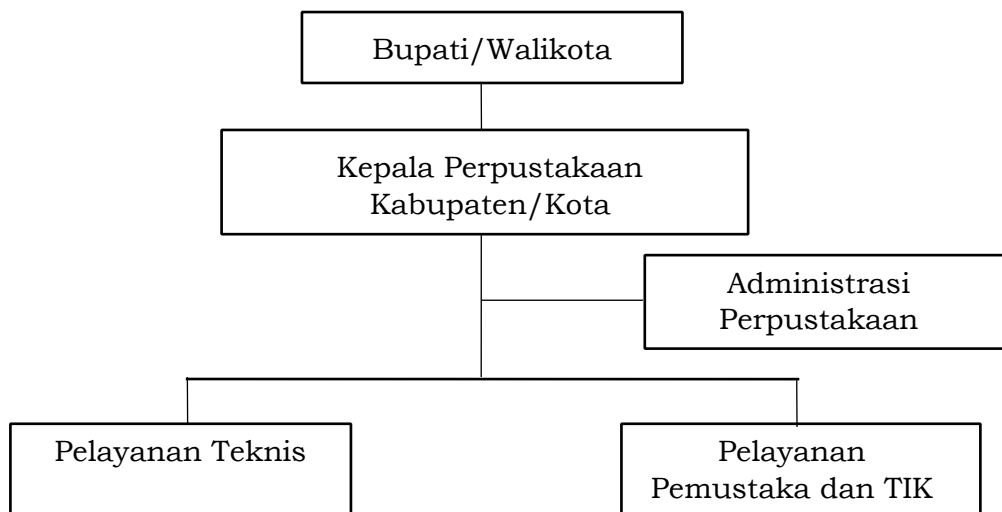 Bupati/Walikota
Kepala Perpustakaan
Kabupaten/Kota
Administrasi
Perpustakaan
Pelayanan Teknis
Pelayanan
Pemustaka dan TIK